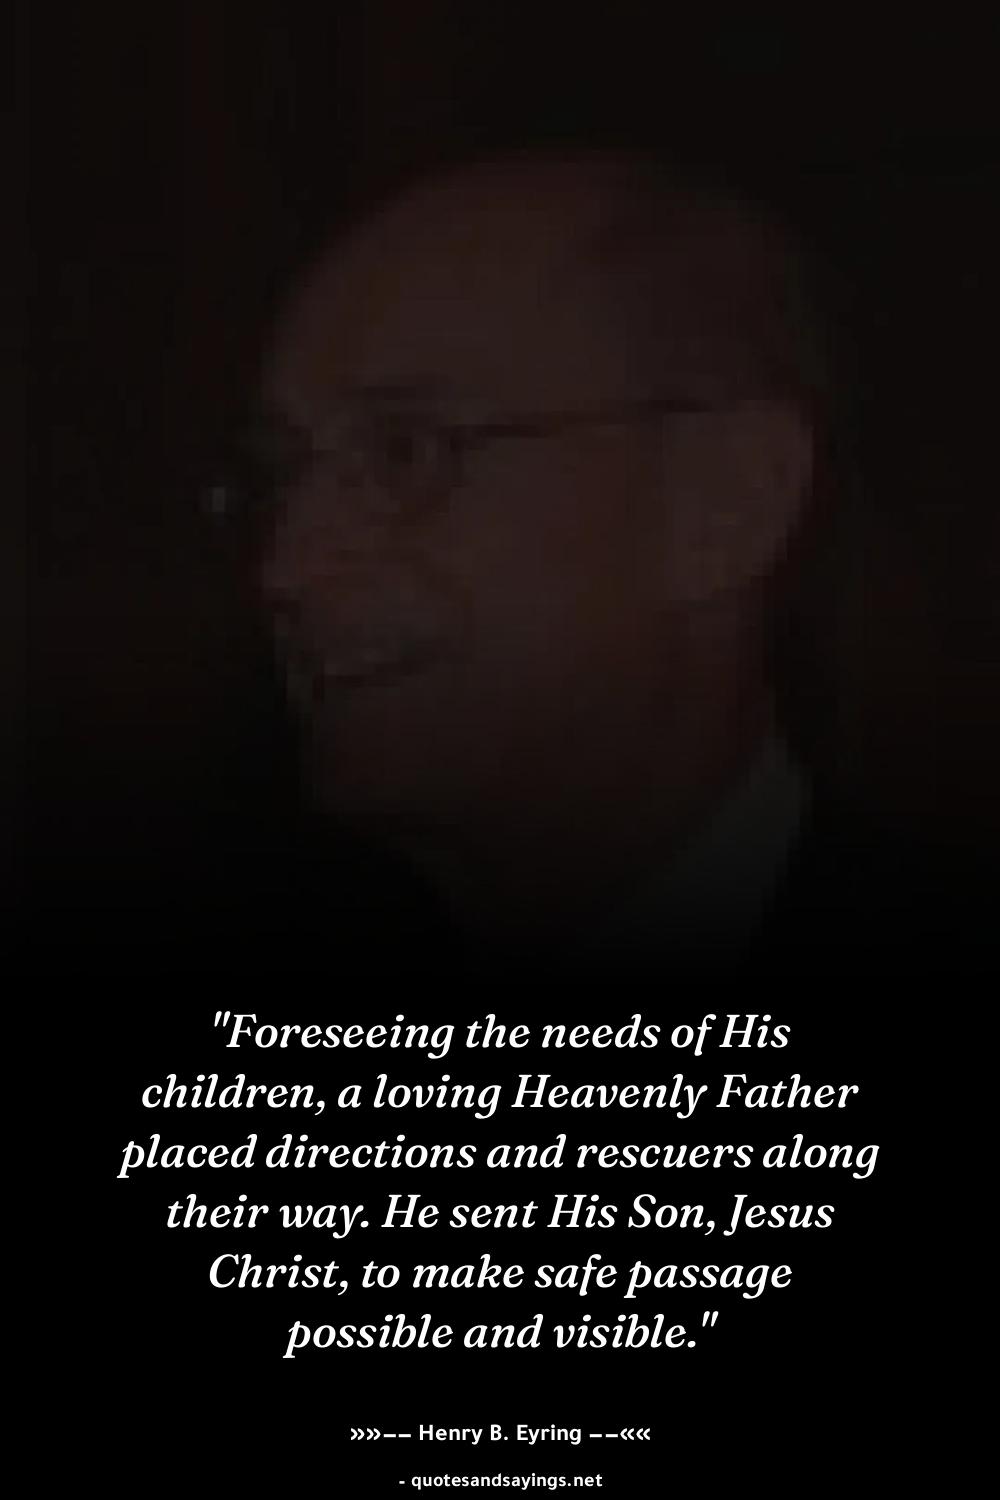 "Foreseeing the needs of His
children, a loving Heavenly Father
placed directions and rescuers along
their way. He sent His Son, Jesus
Christ, to make safe passage
possible and visible."
»»-– Henry B. Eyring –-««
- quotesandsayings.net